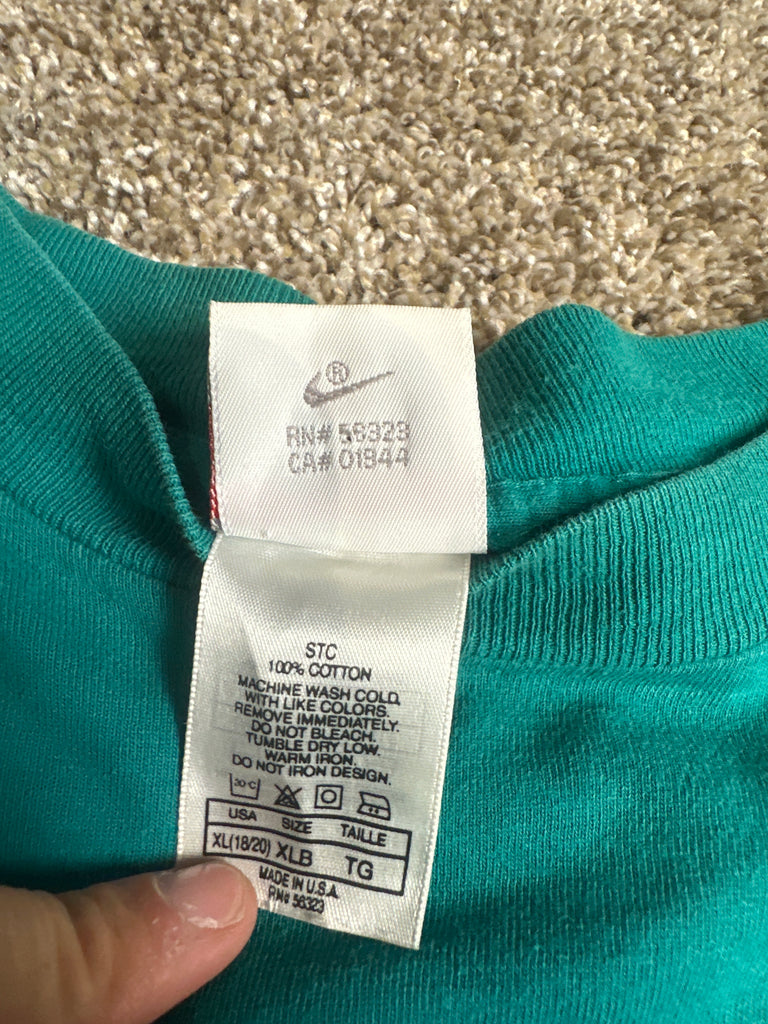 ®
RN# 56323
CA# 01944
STC
100% COTTON
MACHINE WASH COLD
WITH LIKE COLORS.
REMOVE IMMEDIATELY.
DO NOT BLEACH.
TUMBLE DRY LOW.
WARM IRON.
DO NOT IRON DESIGN.
30°C
USA SIZE TAILLE
XL(18/20) XLB TG
MADE IN U.S.A.
RN# 56323